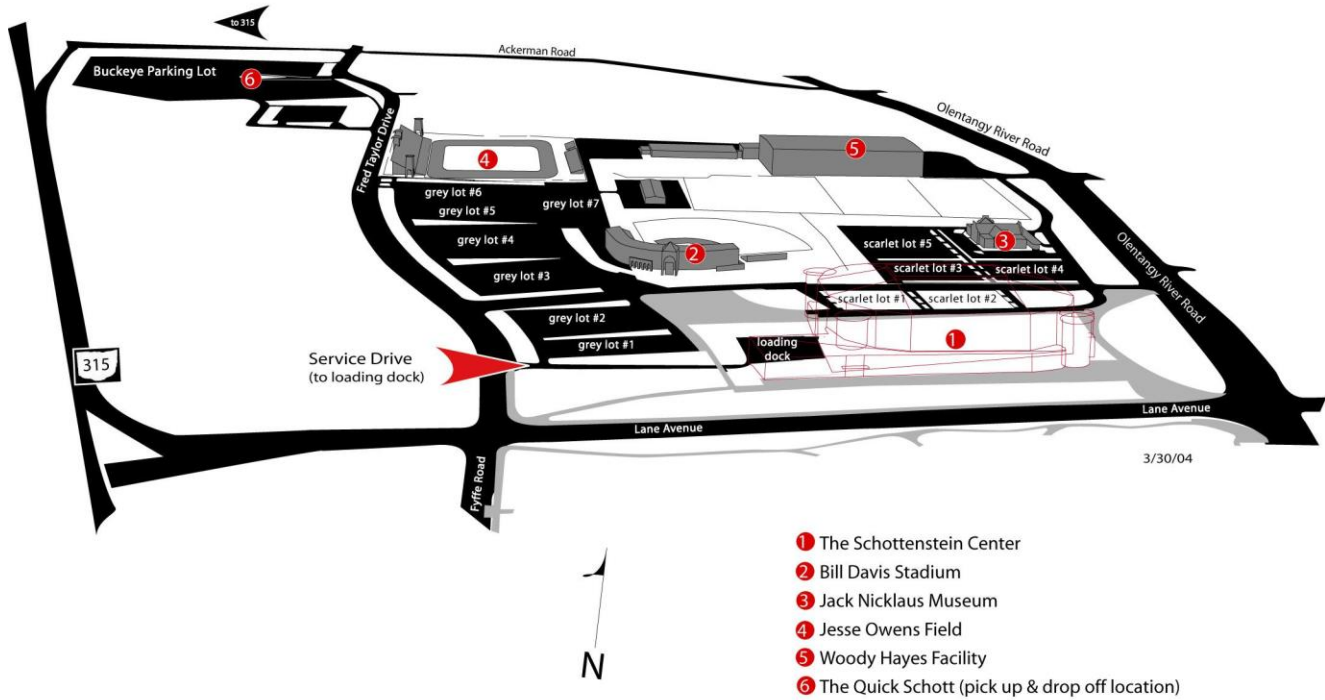 to 315
Ackerman Road
Buckeye Parking Lot
6
Olentangy River Road
Fred Taylor Drive
4
5
grey lot #6
grey lot #7
grey lot #5
grey lot #4
2
scarlet lot #5
3
Olentangy River Road
grey lot #3
scarlet lot #3
scarlet lot #4
scarlet lot #1
scarlet lot #2
grey lot #2
grey lot #1
loading
dock
1
315
Service Drive
(to loading dock)
Lane Avenue
Lane Avenue
3/30/04
Fyffe Road
N
1 The Schottenstein Center
2 Bill Davis Stadium
3 Jack Nicklaus Museum
4 Jesse Owens Field
5 Woody Hayes Facility
6 The Quick Schott (pick up & drop off location)